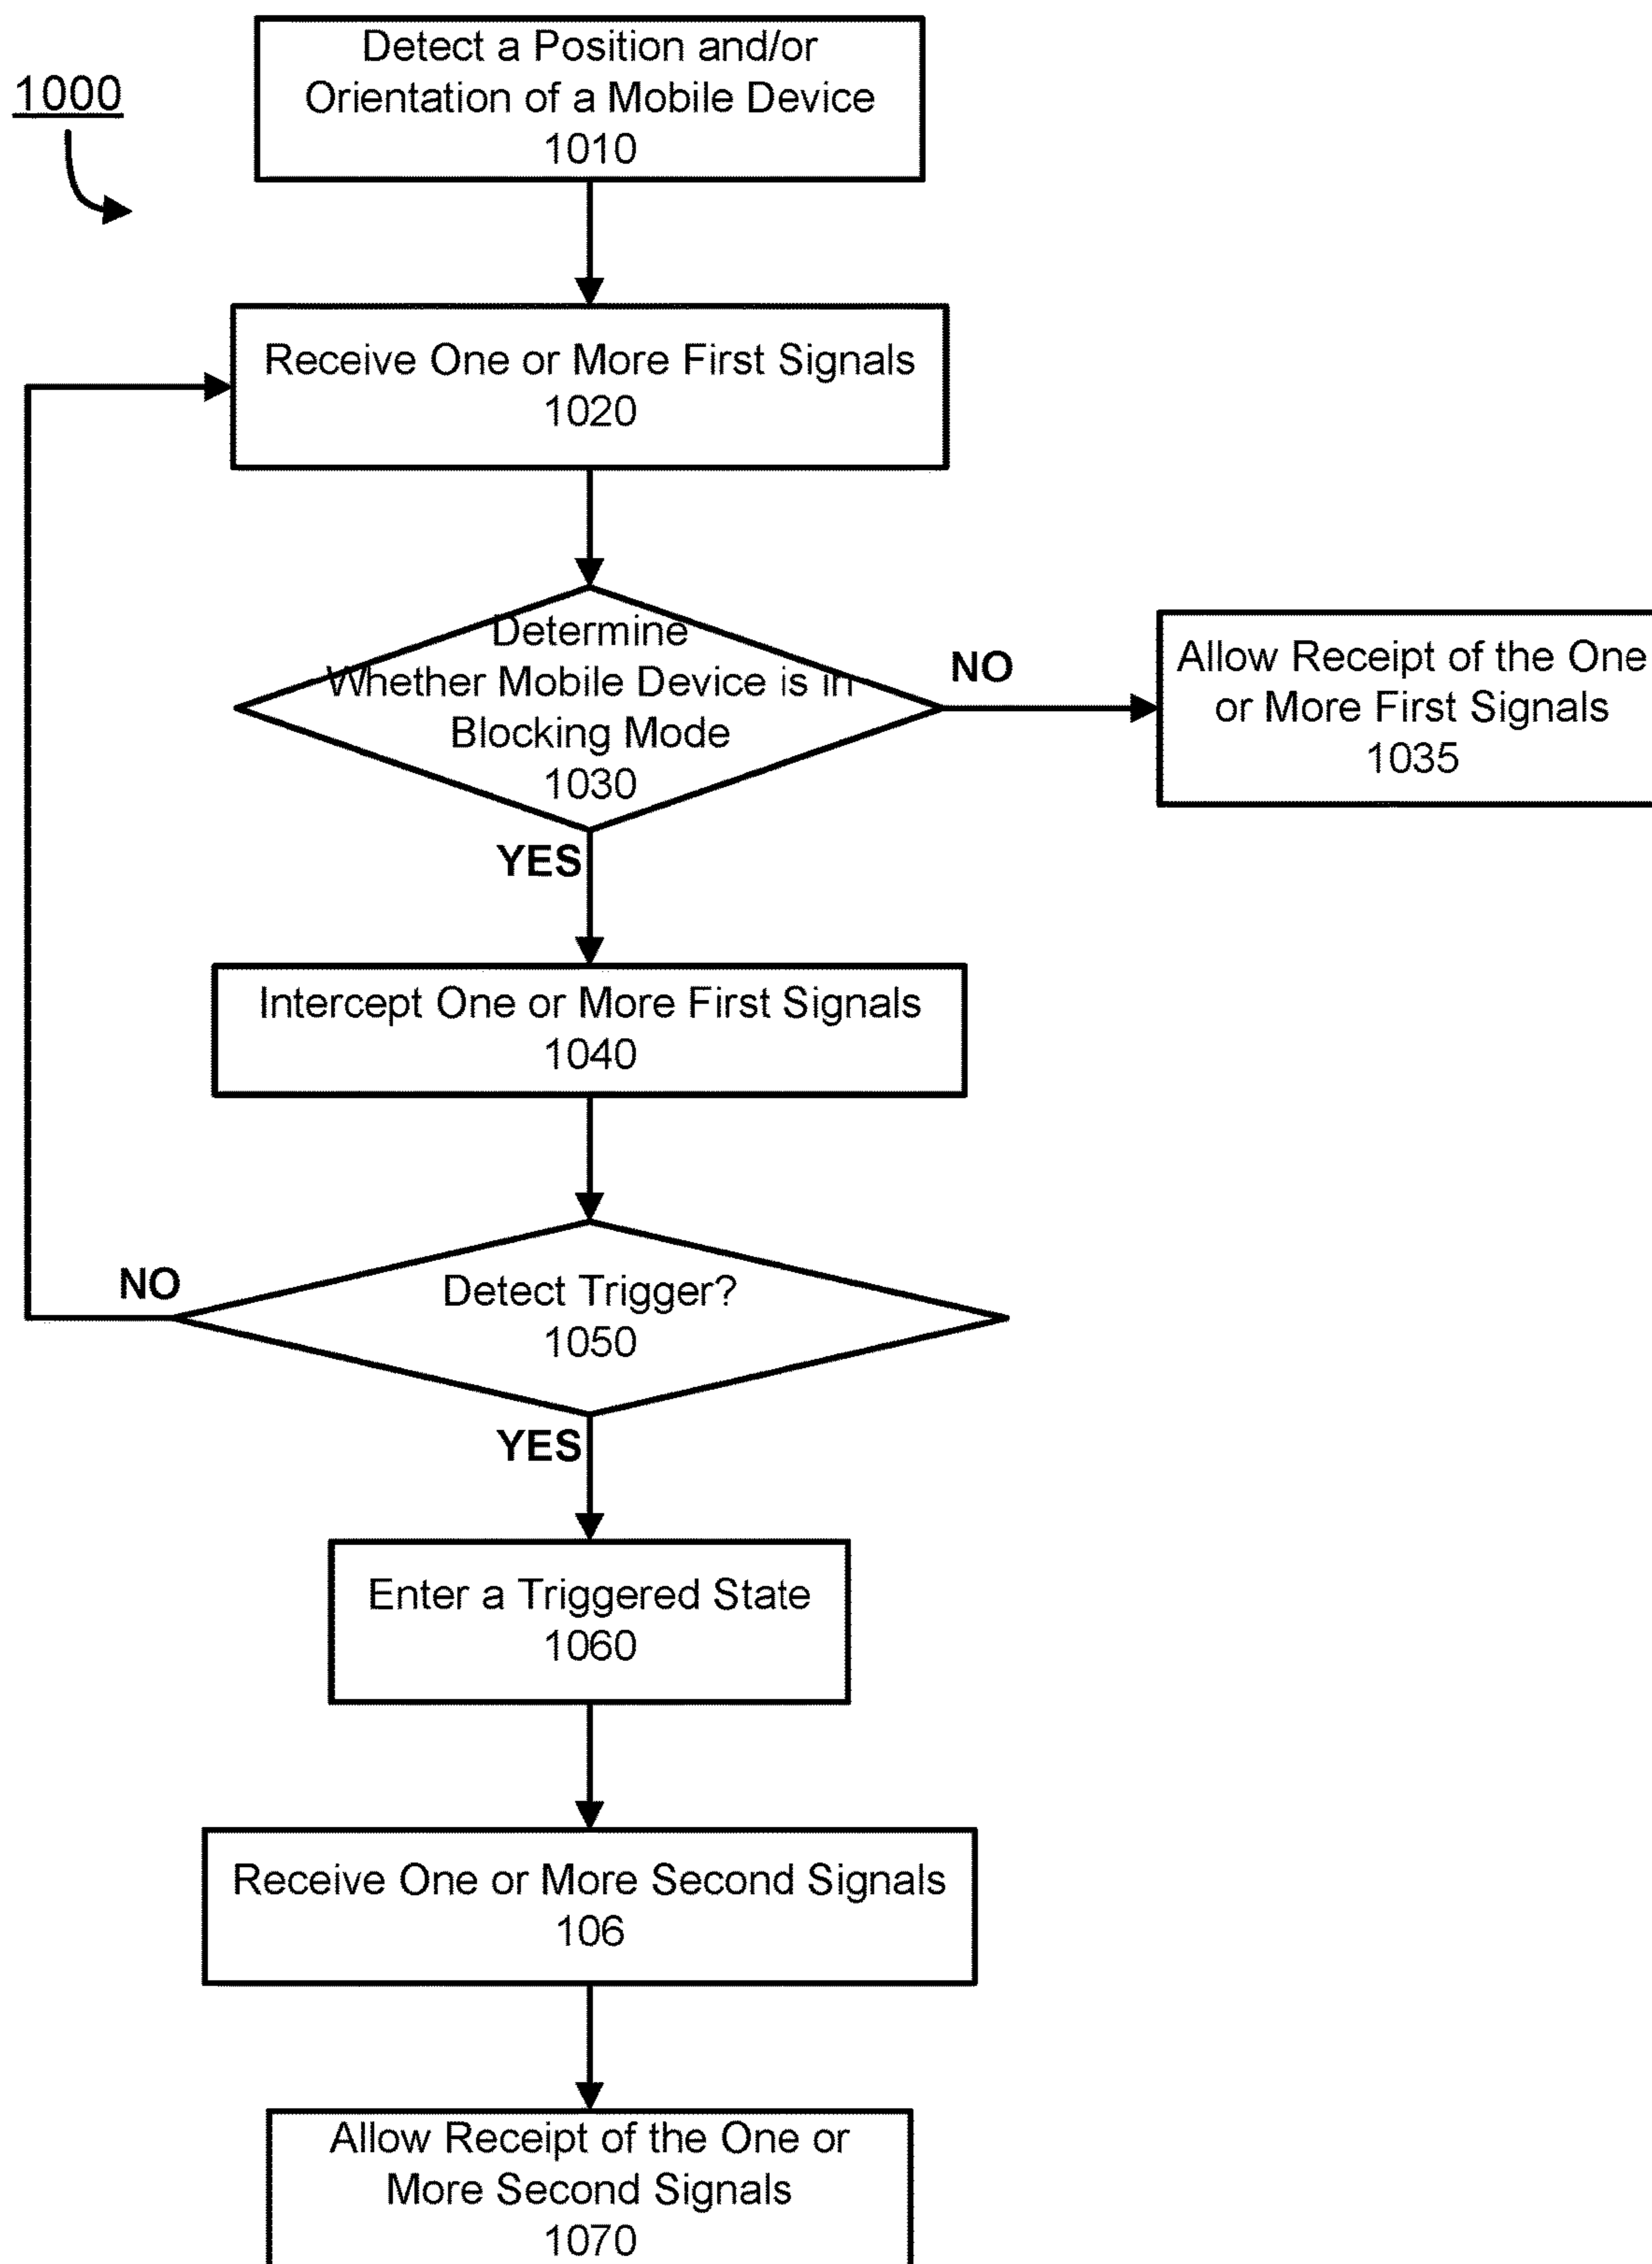 1000
Detect a Position and/or
Orientation of a Mobile Device
1010
Receive One or More First Signals
1020
Determine
Whether Mobile Device is in
Blocking Mode
1030
NO
Allow Receipt of the One
or More First Signals
1035
YES
Intercept One or More First Signals
1040
NO
Detect Trigger?
1050
YES
Enter a Triggered State
1060
Receive One or More Second Signals
106
Allow Receipt of the One or
More Second Signals
1070